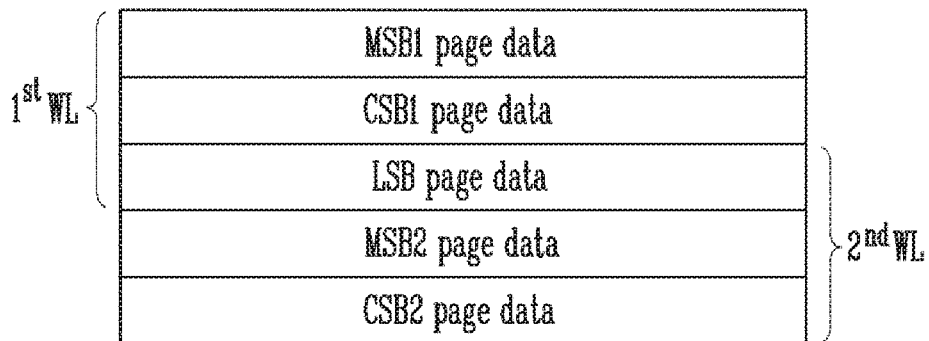 MSB1 page data
1st WL
CSB1 page data
LSB page data
MSB2 page data
2nd WL
CSB2 page data